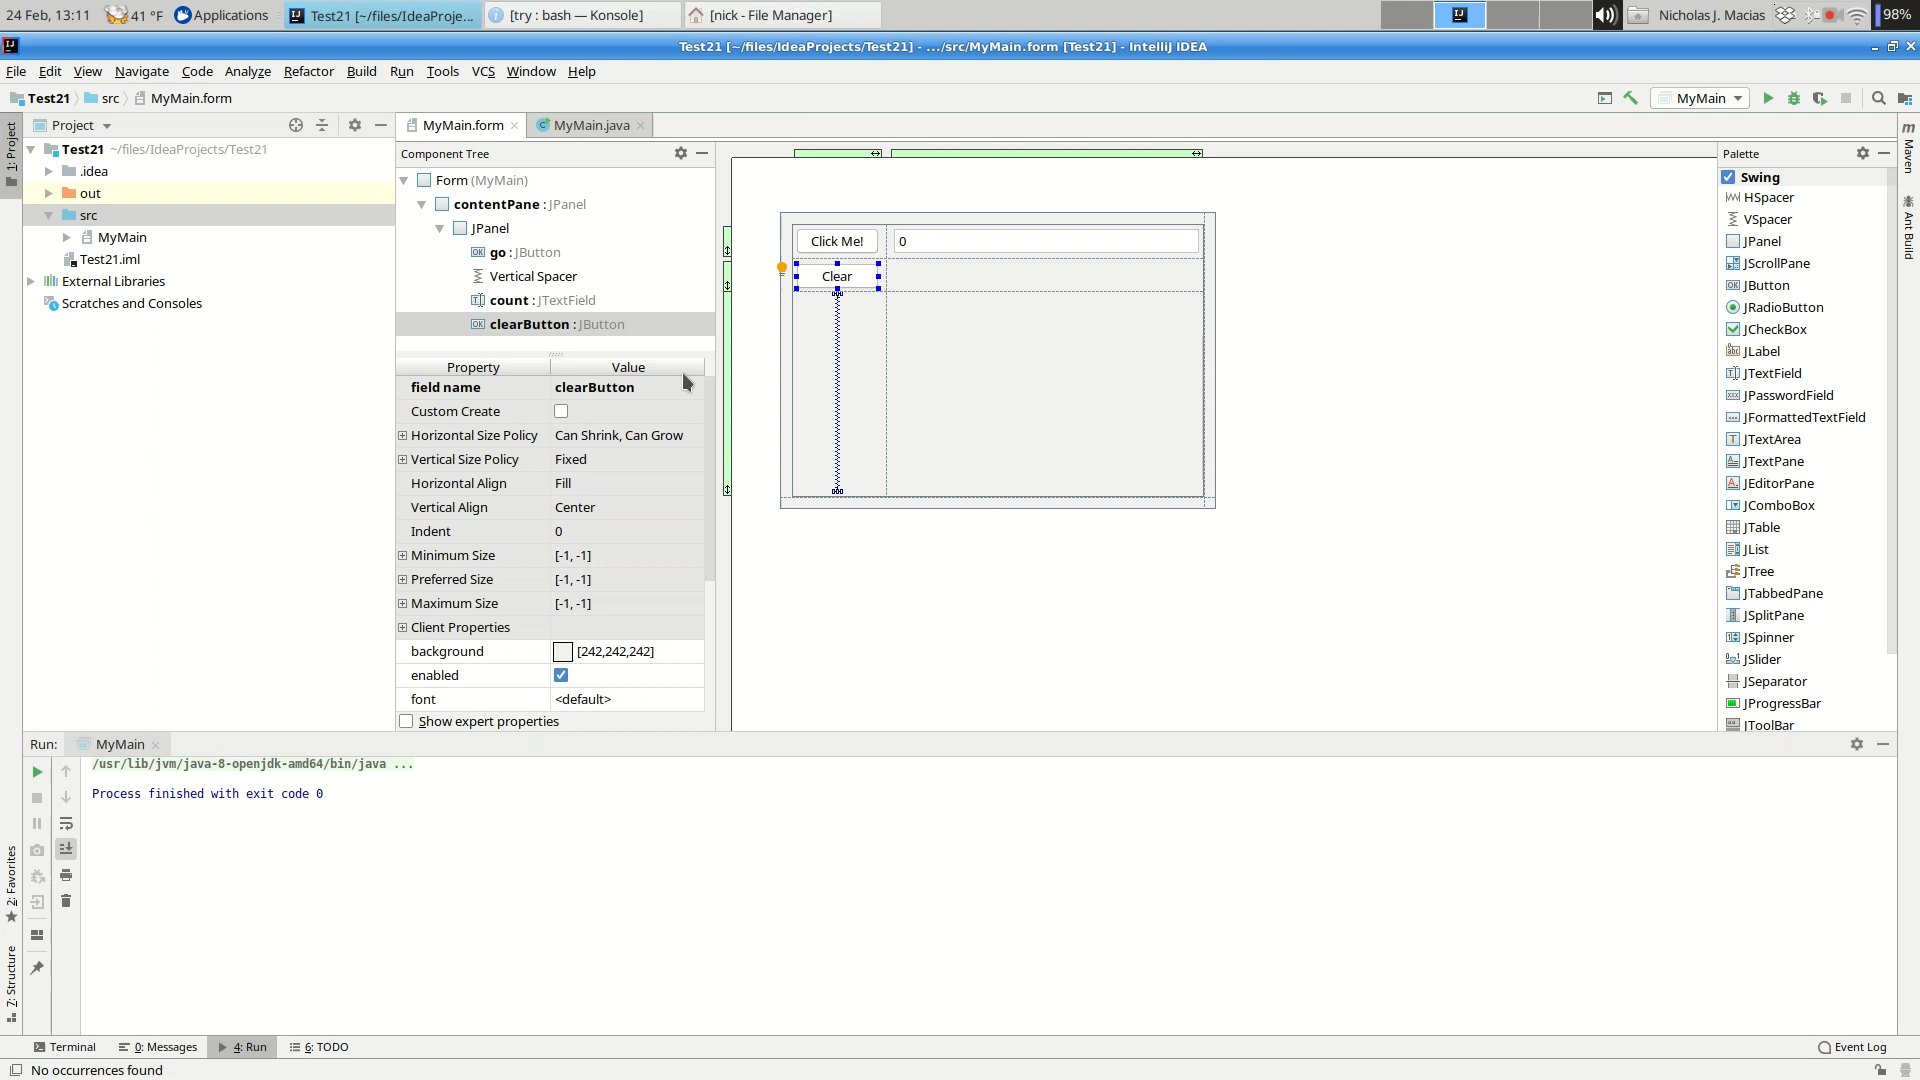 24 Feb, 13:11 41 °F Applications Test21 [~/files/IdeaProje... [try : bash — Konsole] [nick - File Manager] Nicholas J. Macias 98%
Test21 [~/files/IdeaProjects/Test21] - .../src/MyMain.form [Test21] - IntelliJ IDEA
File Edit View Navigate Code Analyze Refactor Build Run Tools VCS Window Help
Test21 src MyMain.form MyMain
1: Project
Project
Test21 ~/files/IdeaProjects/Test21
.idea
out
src
MyMain
Test21.iml
External Libraries
Scratches and Consoles
MyMain.form MyMain.java
Component Tree
Form (MyMain)
contentPane : JPanel
JPanel
go : JButton
Vertical Spacer
count : JTextField
clearButton : JButton
Property Value
field name clearButton
Custom Create
Horizontal Size Policy Can Shrink, Can Grow
Vertical Size Policy Fixed
Horizontal Align Fill
Vertical Align Center
Indent 0
Minimum Size [-1, -1]
Preferred Size [-1, -1]
Maximum Size [-1, -1]
Client Properties
background [242,242,242]
enabled
font <default>
Show expert properties
Click Me! 0
Clear
Palette
Swing
HSpacer
VSpacer
JPanel
JScrollPane
JButton
JRadioButton
JCheckBox
JLabel
JTextField
JPasswordField
JFormattedTextField
JTextArea
JTextPane
JEditorPane
JComboBox
JTable
JList
JTree
JTabbedPane
JSplitPane
JSpinner
JSlider
JSeparator
JProgressBar
JToolBar
Maven
Ant Build
Run: MyMain
/usr/lib/jvm/java-8-openjdk-amd64/bin/java ...
Process finished with exit code 0
2: Favorites
7: Structure
Terminal 0: Messages 4: Run 6: TODO Event Log
No occurrences found